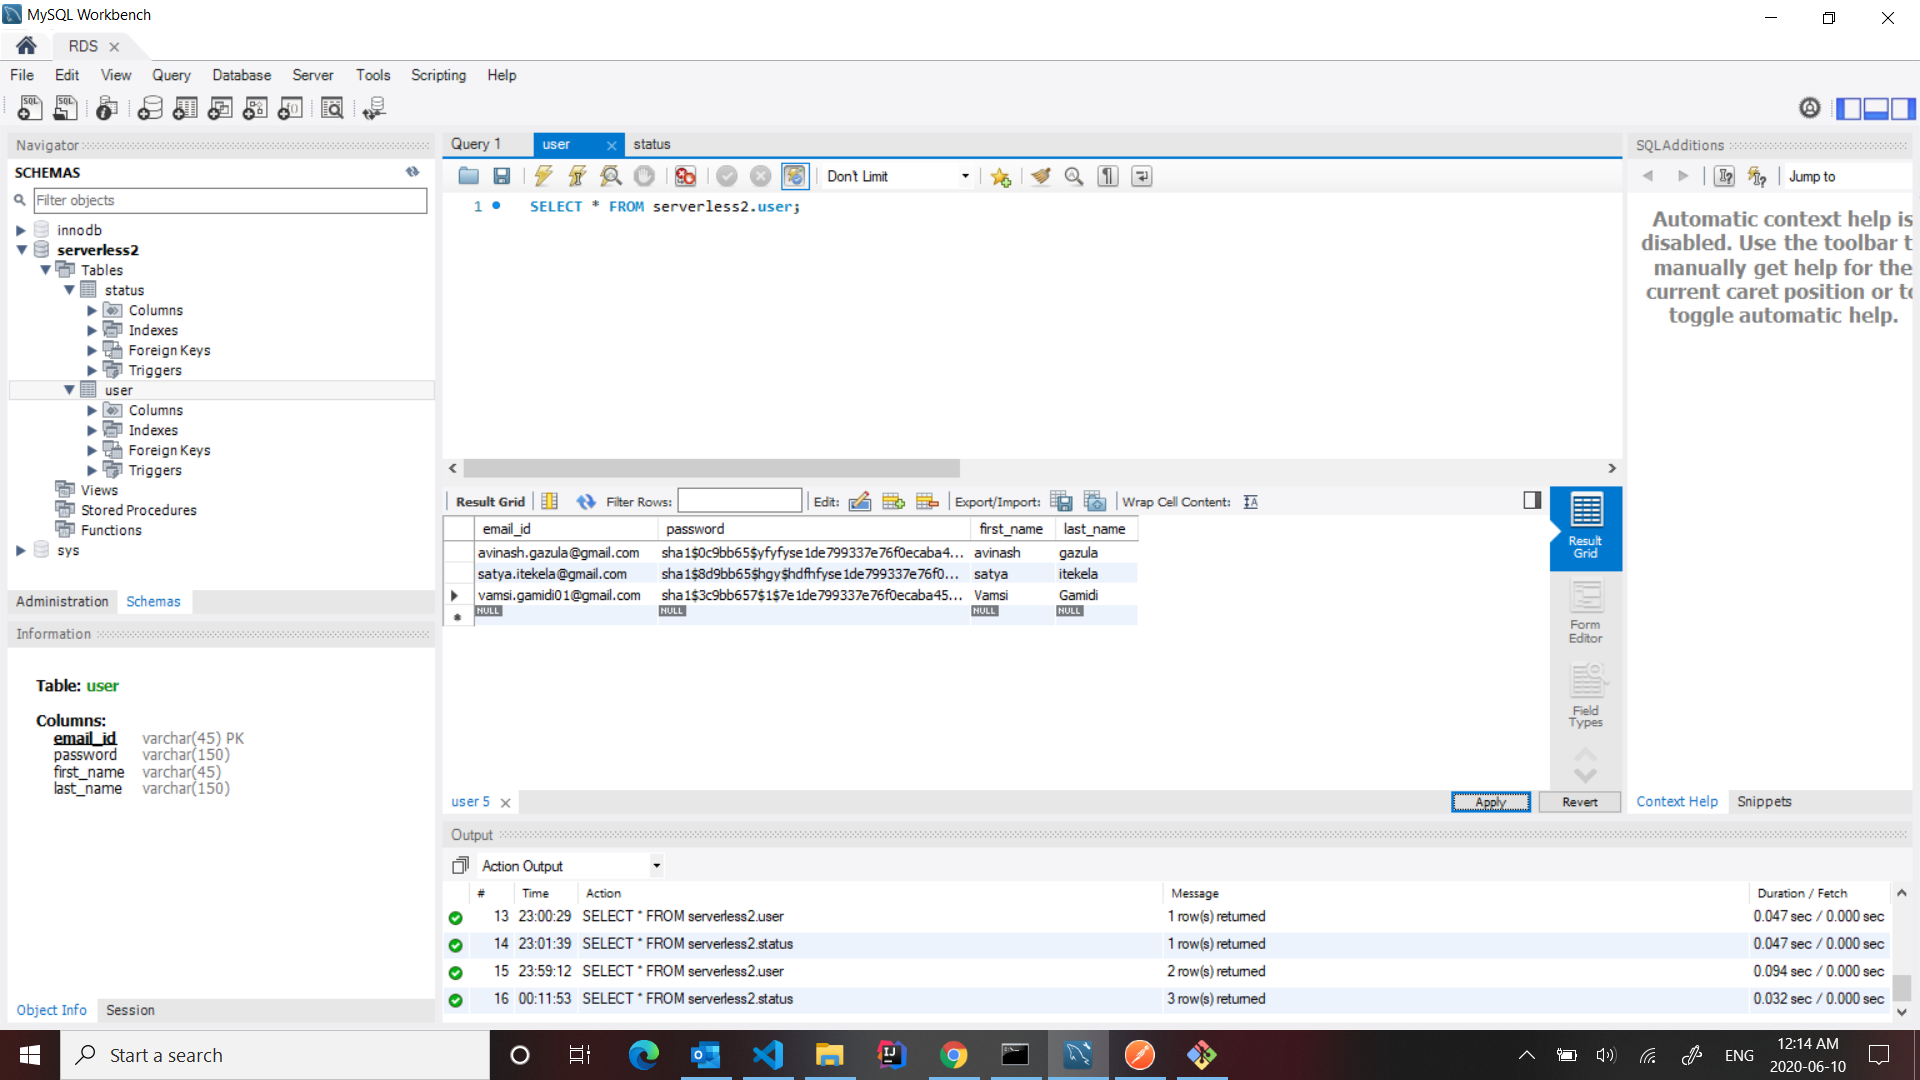 MySQL Workbench
RDS
File Edit View Query Database Server Tools Scripting Help
Navigator
SCHEMAS
Filter objects
innodb
serverless2
Tables
status
Columns
Indexes
Foreign Keys
Triggers
user
Columns
Indexes
Foreign Keys
Triggers
Views
Stored Procedures
Functions
sys
Administration Schemas
Information
Table: user
Columns:
email_id varchar(45) PK
password varchar(150)
first_name varchar(45)
last_name varchar(150)
Object Info Session
Query 1 user status
Don't Limit
1 SELECT * FROM serverless2.user;
Result Grid Filter Rows: Edit: Export/Import: Wrap Cell Content:
email_id password first_name last_name
avinash.gazula@gmail.com sha1$0c9bb65$yfyfyse1de799337e76f0ecaba4... avinash gazula
satya.itekela@gmail.com sha1$8d9bb65$hgy$hdfhfyse1de799337e76f0... satya itekela
vamsi.gamidi01@gmail.com sha1$3c9bb657$1$7e1de799337e76f0ecaba45... Vamsi Gamidi
NULL NULL NULL NULL
Result
Grid
Form
Editor
Field
Types
user 5
Apply Revert
SQLAdditions
Jump to
Automatic context help is
disabled. Use the toolbar t
manually get help for the
current caret position or to
toggle automatic help.
Context Help Snippets
Output
Action Output
# Time Action Message Duration / Fetch
13 23:00:29 SELECT * FROM serverless2.user 1 row(s) returned 0.047 sec / 0.000 sec
14 23:01:39 SELECT * FROM serverless2.status 1 row(s) returned 0.047 sec / 0.000 sec
15 23:59:12 SELECT * FROM serverless2.user 2 row(s) returned 0.094 sec / 0.000 sec
16 00:11:53 SELECT * FROM serverless2.status 3 row(s) returned 0.032 sec / 0.000 sec
Start a search
ENG
12:14 AM
2020-06-10